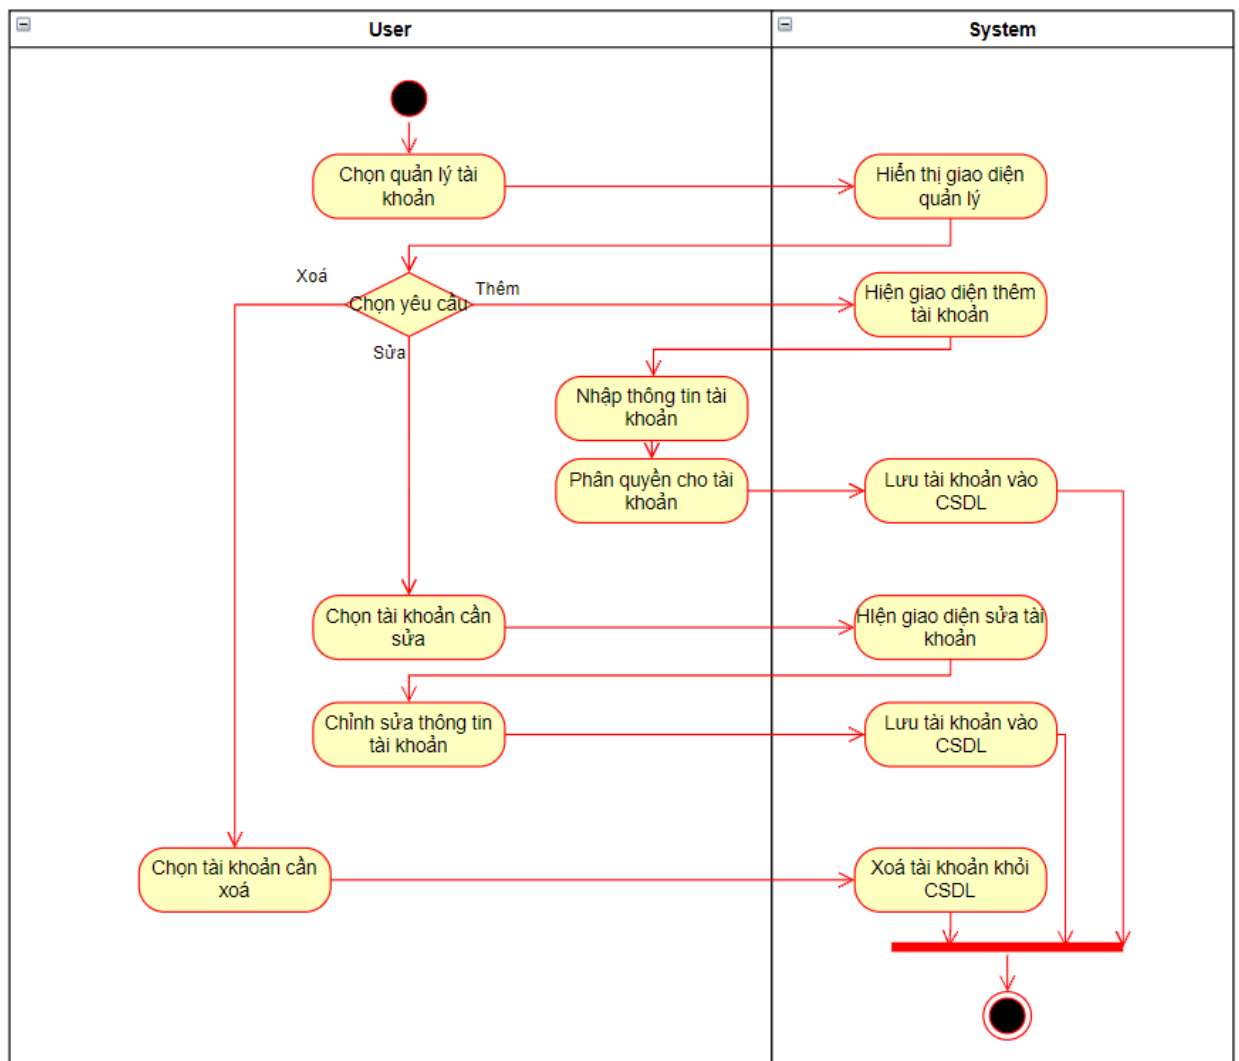 User
System
Chọn quản lý tài
khoản
Hiển thị giao diện
quản lý
Xoá
Chọn yêu cầu
Thêm
Sửa
Hiện giao diện thêm
tài khoản
Nhập thông tin tài
khoản
Phân quyền cho tài
khoản
Lưu tài khoản vào
CSDL
Chọn tài khoản cần
sửa
HIện giao diện sửa tài
khoản
Chỉnh sửa thông tin
tài khoản
Lưu tài khoản vào
CSDL
Chọn tài khoản cần
xoá
Xoá tài khoản khỏi
CSDL